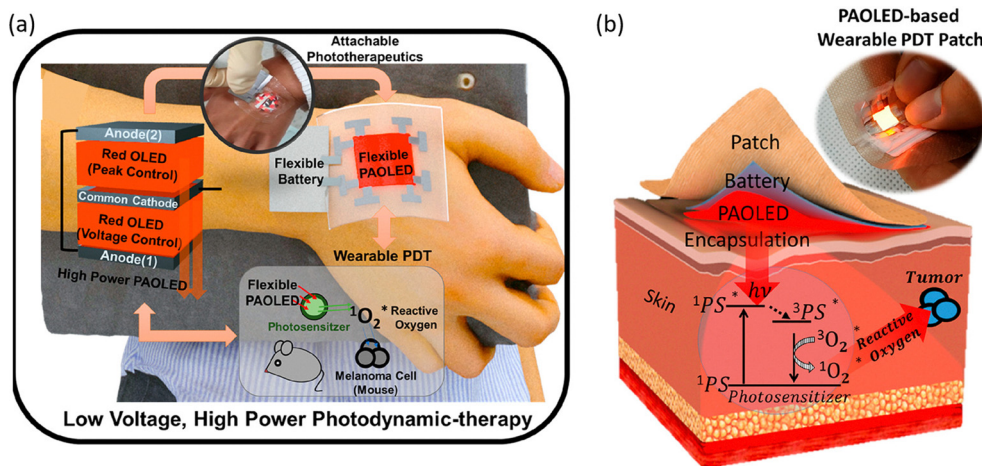 (a)
Attachable
Phototherapeutics
Anode(2)
Red OLED
(Peak Control)
Common Cathode
Red OLED
(Voltage Control)
Anode(1)
High Power PAOLED
Flexible
Battery
Flexible
PAOLED
Wearable PDT
Flexible
PAOLED
Photosensitzer
¹O₂
* Reactive
Oxygen
Melanoma Cell
(Mouse)
Low Voltage, High Power Photodynamic-therapy
(b)
PAOLED-based
Wearable PDT Patch
Patch
Battery
PAOLED
Encapsulation
Skin
hν
Tumor
¹PS*
³PS*
³O₂
¹O₂
* Reactive
* Oxygen
¹PS
Photosensitizer